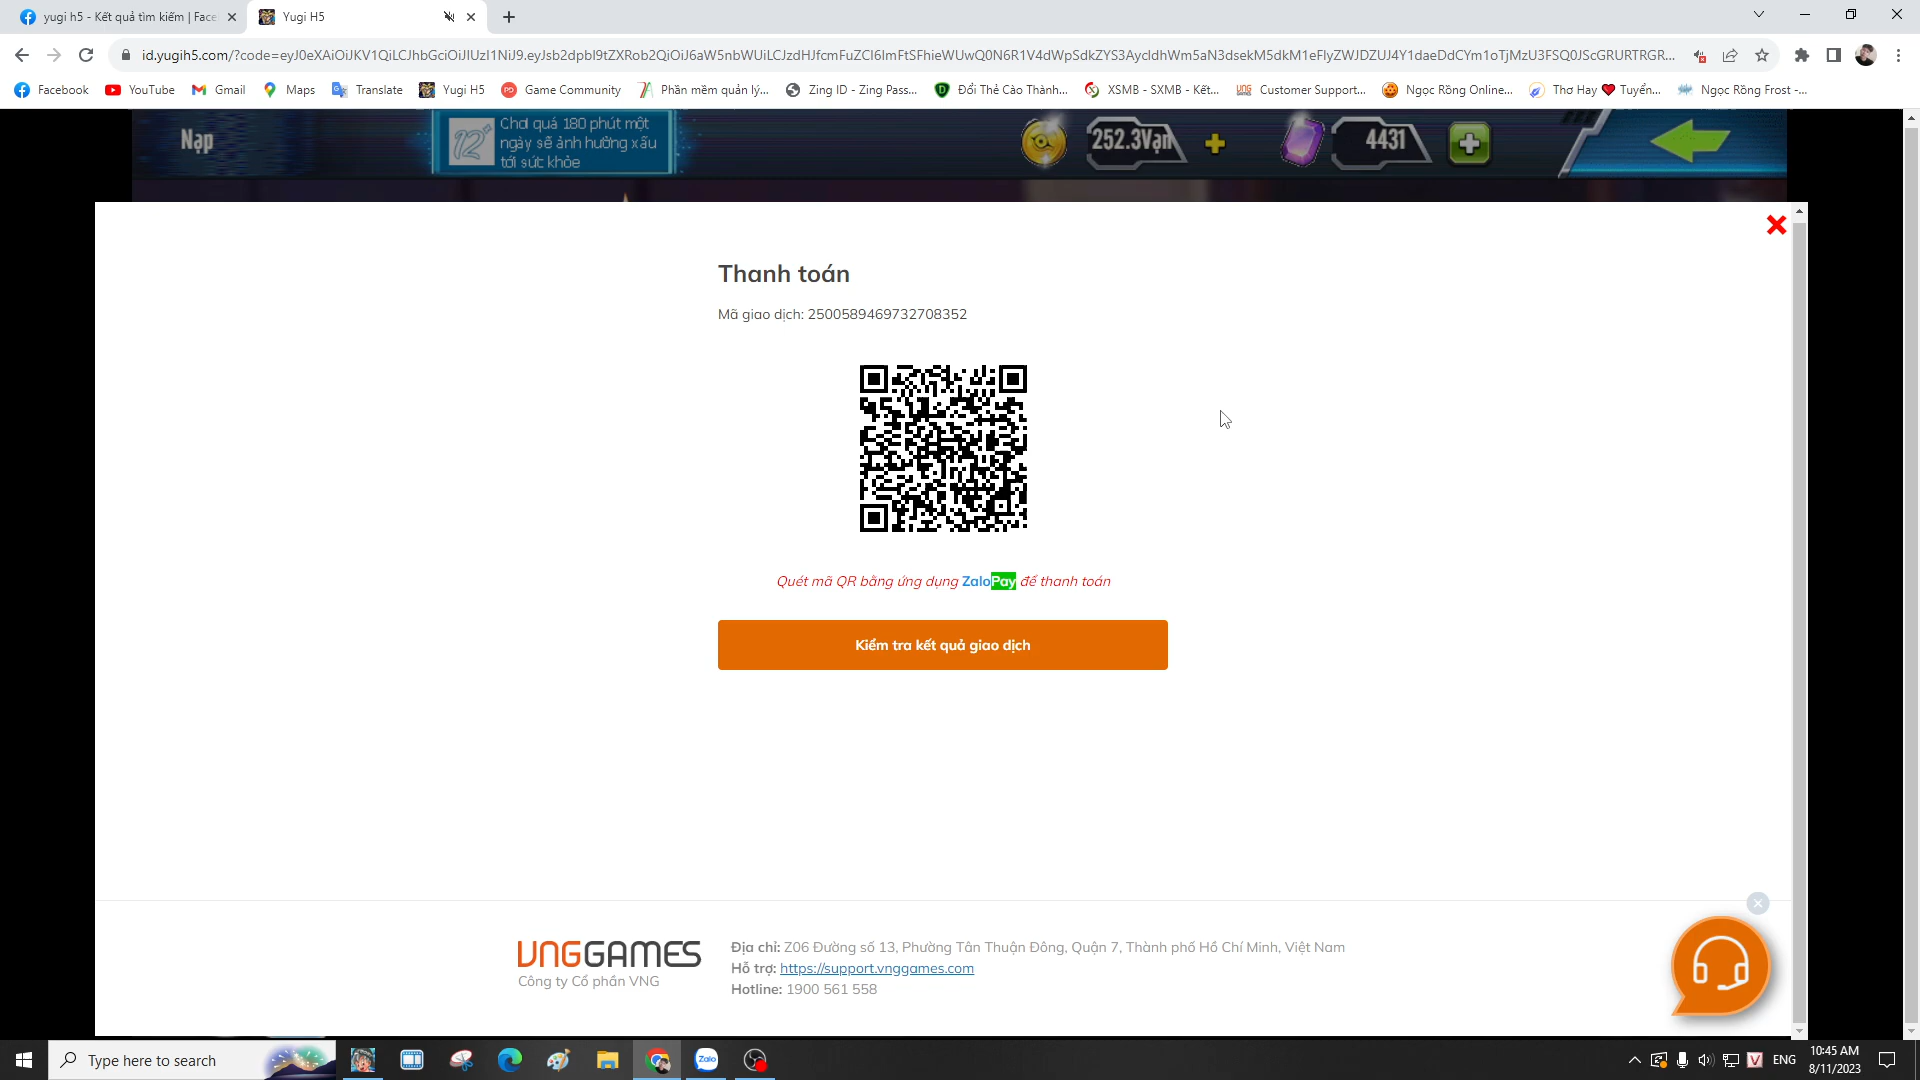 yugi h5 - Kết quả tìm kiếm | Face
Yugi H5
Facebook
YouTube
Gmail
Maps
Translate
Yugi H5
Game Community
Phần mềm quản lý...
Zing ID - Zing Pass...
Đổi Thẻ Cào Thành...
XSMB - SXMB - Kết...
Customer Support...
Ngọc Rồng Online...
Thơ Hay ❤️ Tuyển...
Ngọc Rồng Frost -...
Nạp
12+
Chơi quá 180 phút một
ngày sẽ ảnh hưởng xấu
tới sức khỏe
252.3Vạn
4431
Thanh toán
Mã giao dịch: 2500589469732708352
Quét mã QR bằng ứng dụng ZaloPay để thanh toán
Kiểm tra kết quả giao dịch
VNGGAMES
Công ty Cổ phần VNG
Địa chỉ: Z06 Đường số 13, Phường Tân Thuận Đông, Quận 7, Thành phố Hồ Chí Minh, Việt Nam
Hỗ trợ: https://support.vnggames.com
Hotline: 1900 561 558
Type here to search
Zalo
V
ENG
10:45 AM
8/11/2023